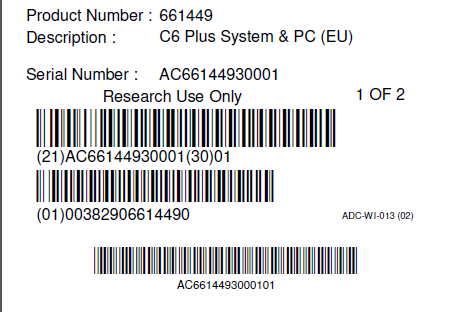 Product Number : 661449
Description : C6 Plus System & PC (EU)
Serial Number : AC66144930001
Research Use Only 1 OF 2
(21)AC66144930001(30)01
(01)00382906614490
ADC-WI-013 (02)
AC6614493000101